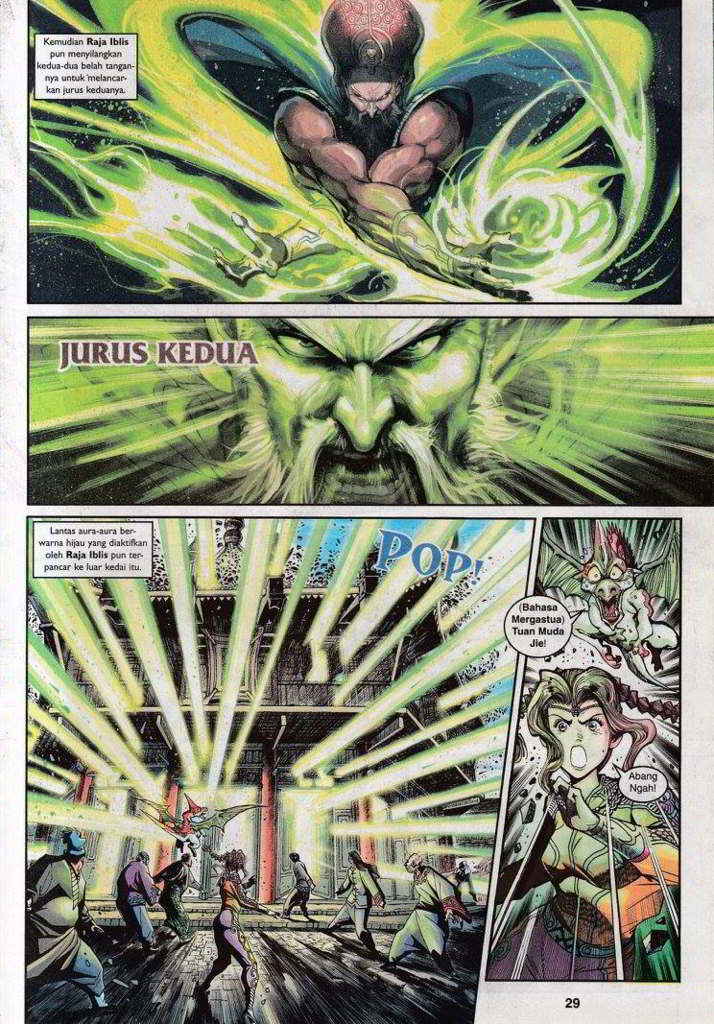 Kemudian Raja Iblis
pun menyilangkan
kedua-dua belah tangan-
nya untuk melancar-
kan jurus keduanya.
JURUS KEDUA
Lantas aura-aura ber-
warna hijau yang diaktifkan
oleh Raja Iblis pun ter-
pancar ke luar kedai itu.
POP!
(Bahasa
Mergastua)
Tuan Muda
Jie!
Abang
Ngah!
29